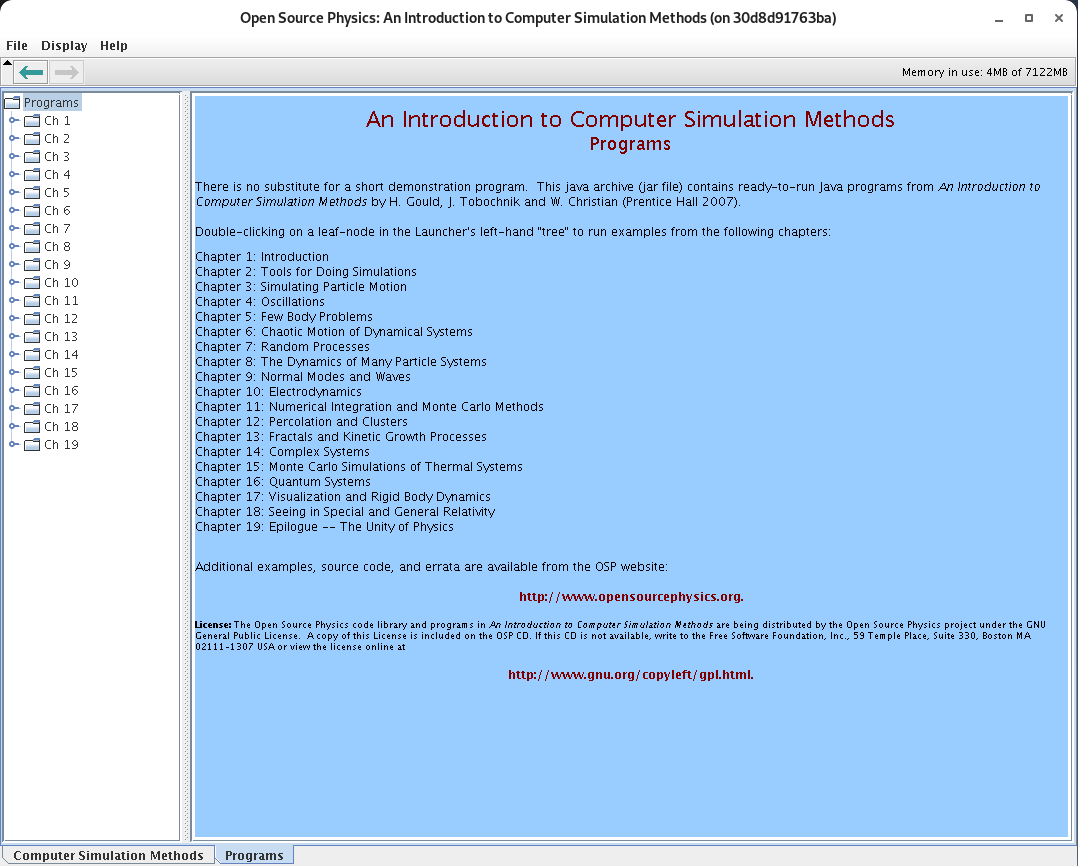 Open Source Physics: An Introduction to Computer Simulation Methods (on 30d8d91763ba)
File Display Help
Memory in use: 4MB of 7122MB
Programs
Ch 1
Ch 2
Ch 3
Ch 4
Ch 5
Ch 6
Ch 7
Ch 8
Ch 9
Ch 10
Ch 11
Ch 12
Ch 13
Ch 14
Ch 15
Ch 16
Ch 17
Ch 18
Ch 19
An Introduction to Computer Simulation Methods
Programs
There is no substitute for a short demonstration program. This java archive (jar file) contains ready-to-run Java programs from An Introduction to
Computer Simulation Methods by H. Gould, J. Tobochnik and W. Christian (Prentice Hall 2007).
Double-clicking on a leaf-node in the Launcher's left-hand "tree" to run examples from the following chapters:
Chapter 1: Introduction
Chapter 2: Tools for Doing Simulations
Chapter 3: Simulating Particle Motion
Chapter 4: Oscillations
Chapter 5: Few Body Problems
Chapter 6: Chaotic Motion of Dynamical Systems
Chapter 7: Random Processes
Chapter 8: The Dynamics of Many Particle Systems
Chapter 9: Normal Modes and Waves
Chapter 10: Electrodynamics
Chapter 11: Numerical Integration and Monte Carlo Methods
Chapter 12: Percolation and Clusters
Chapter 13: Fractals and Kinetic Growth Processes
Chapter 14: Complex Systems
Chapter 15: Monte Carlo Simulations of Thermal Systems
Chapter 16: Quantum Systems
Chapter 17: Visualization and Rigid Body Dynamics
Chapter 18: Seeing in Special and General Relativity
Chapter 19: Epilogue -- The Unity of Physics
Additional examples, source code, and errata are available from the OSP website:
http://www.opensourcephysics.org.
License: The Open Source Physics code library and programs in An Introduction to Computer Simulation Methods are being distributed by the Open Source Physics project under the GNU
General Public License. A copy of this License is included on the OSP CD. If this CD is not available, write to the Free Software Foundation, Inc., 59 Temple Place, Suite 330, Boston MA
02111-1307 USA or view the license online at
http://www.gnu.org/copyleft/gpl.html.
Computer Simulation Methods Programs